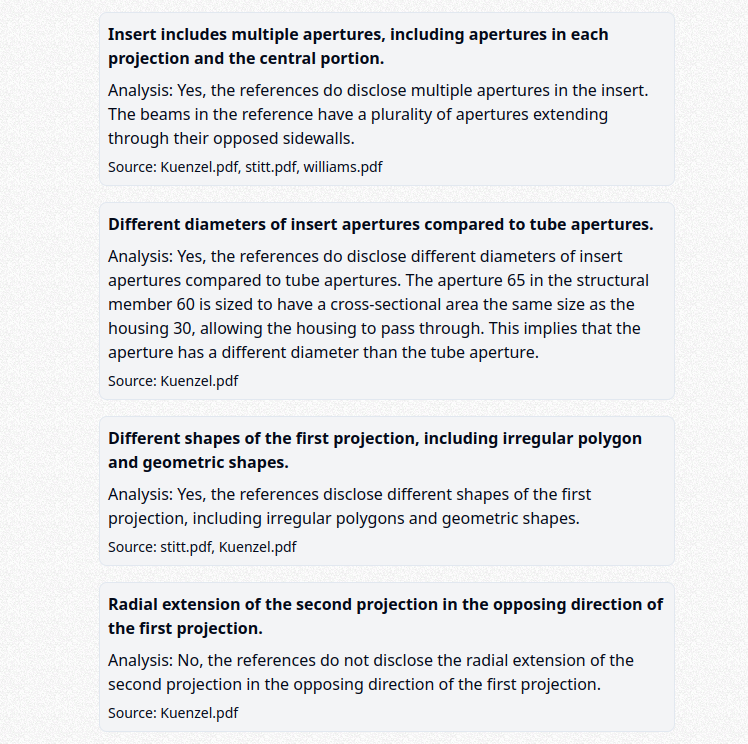 Insert includes multiple apertures, including apertures in each
projection and the central portion.
Analysis: Yes, the references do disclose multiple apertures in the insert.
The beams in the reference have a plurality of apertures extending
through their opposed sidewalls.
Source: Kuenzel.pdf, stitt.pdf, williams.pdf
Different diameters of insert apertures compared to tube apertures.
Analysis: Yes, the references do disclose different diameters of insert
apertures compared to tube apertures. The aperture 65 in the structural
member 60 is sized to have a cross-sectional area the same size as the
housing 30, allowing the housing to pass through. This implies that the
aperture has a different diameter than the tube aperture.
Source: Kuenzel.pdf
Different shapes of the first projection, including irregular polygon
and geometric shapes.
Analysis: Yes, the references disclose different shapes of the first
projection, including irregular polygons and geometric shapes.
Source: stitt.pdf, Kuenzel.pdf
Radial extension of the second projection in the opposing direction of
the first projection.
Analysis: No, the references do not disclose the radial extension of the
second projection in the opposing direction of the first projection.
Source: Kuenzel.pdf